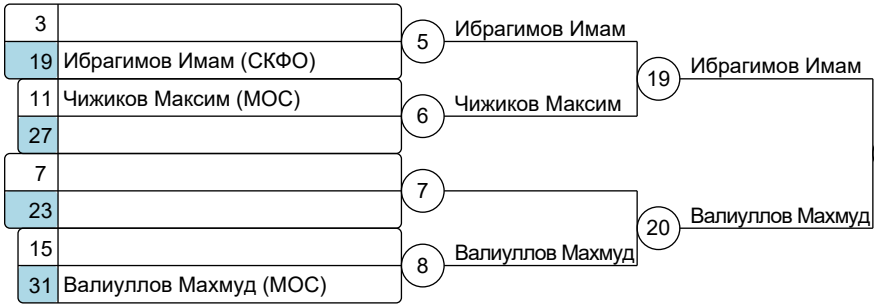 3
19 Ибрагимов Имам (СКФО)
11 Чижиков Максим (МОС)
27
7
23
15
31 Валиуллов Махмуд (МОС)
5 Ибрагимов Имам
6 Чижиков Максим
7
8 Валиуллов Махмуд
19 Ибрагимов Имам
20 Валиуллов Махмуд